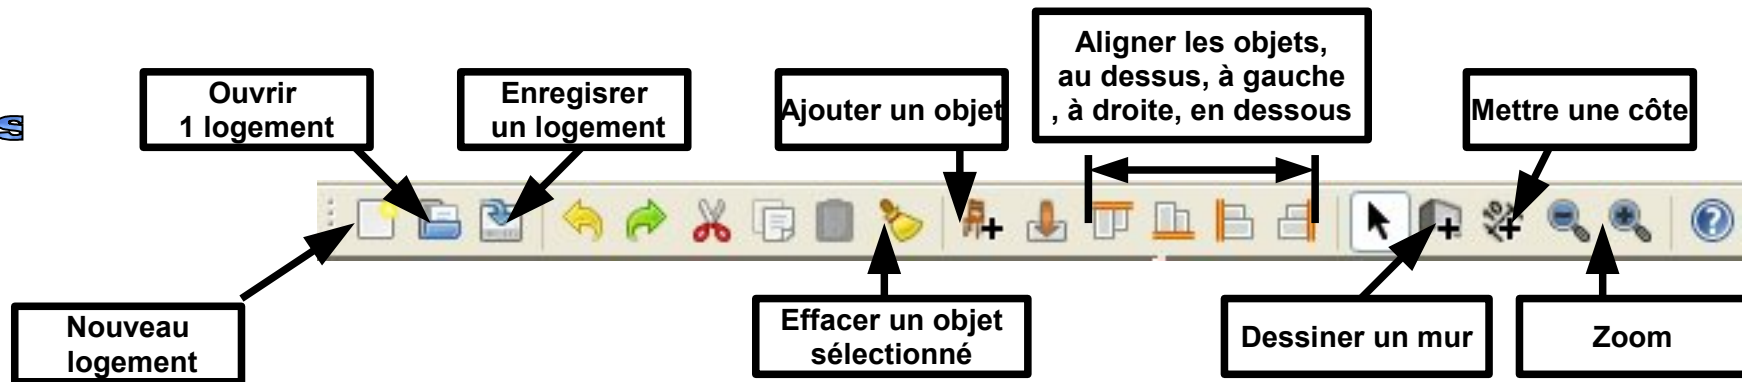 Aligner les objets,
au dessus, à gauche
, à droite, en dessous
Ouvrir
1 logement
Enregisrer
un logement
Ajouter un objet
Mettre une côte
s
Nouveau
logement
Effacer un objet
sélectionné
Dessiner un mur
Zoom